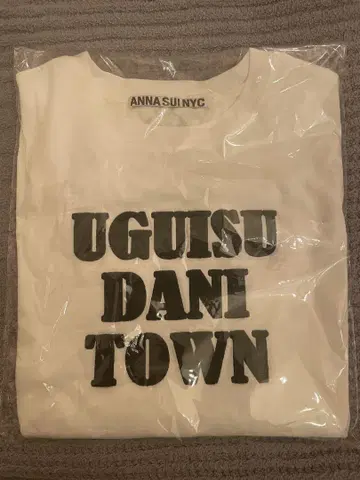 ANNA SUI NYC
UGUISU
DANI
TOWN